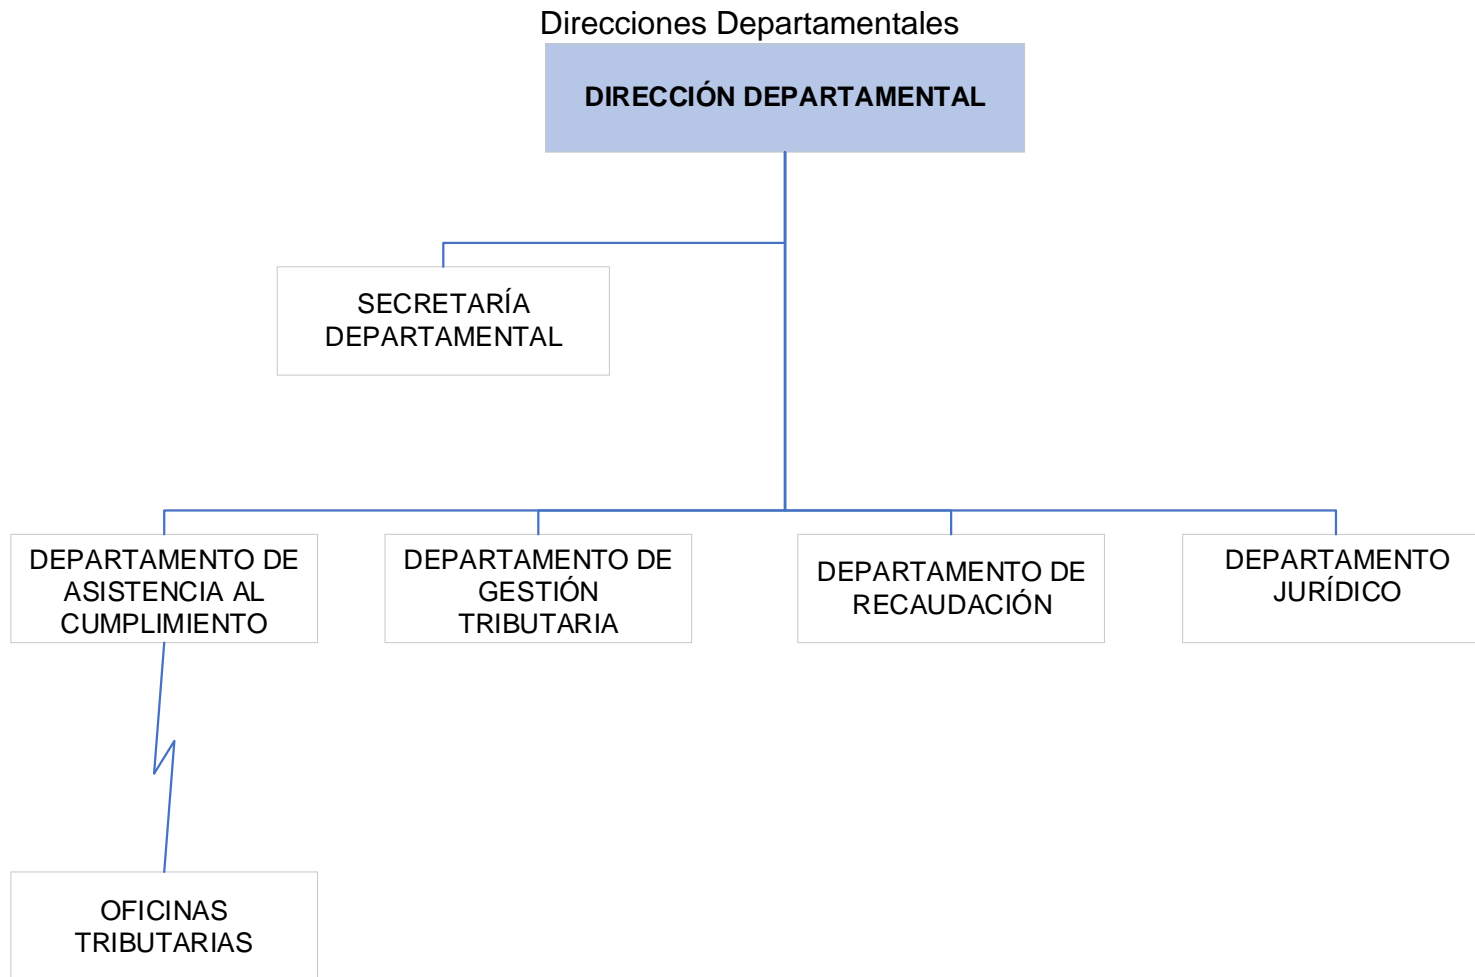 Direcciones Departamentales
DIRECCIÓN DEPARTAMENTAL
SECRETARÍA
DEPARTAMENTAL
DEPARTAMENTO DE
ASISTENCIA AL
CUMPLIMIENTO
DEPARTAMENTO DE
GESTIÓN
TRIBUTARIA
DEPARTAMENTO DE
RECAUDACIÓN
DEPARTAMENTO
JURÍDICO
OFICINAS
TRIBUTARIAS